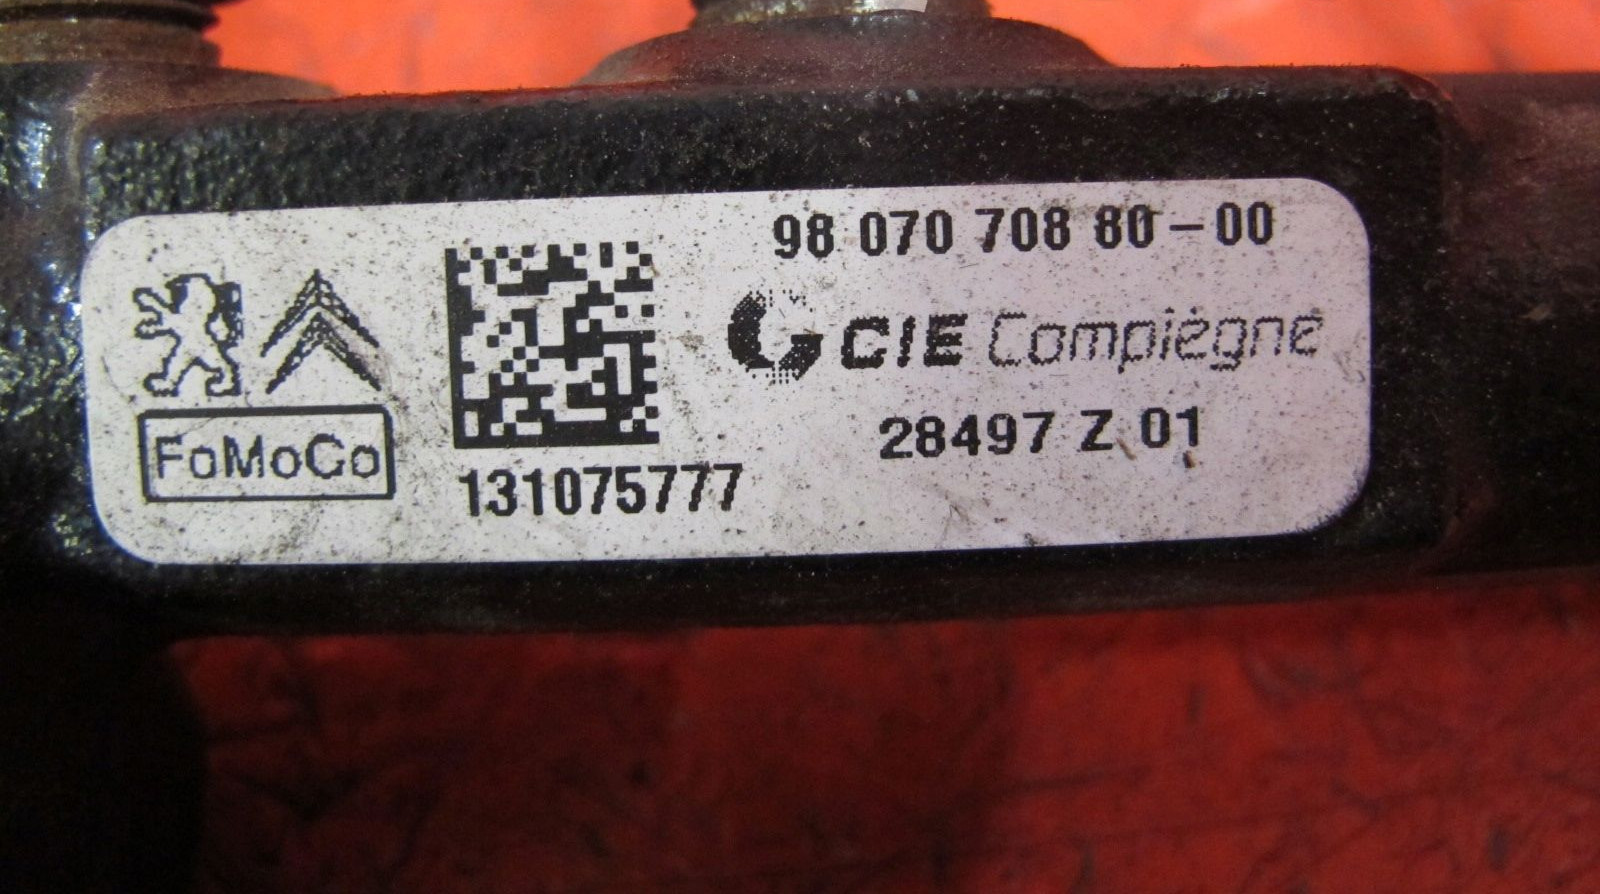 98 070 708 80-00
CIE Compiègne
28497 Z 01
FoMoCo
131075777